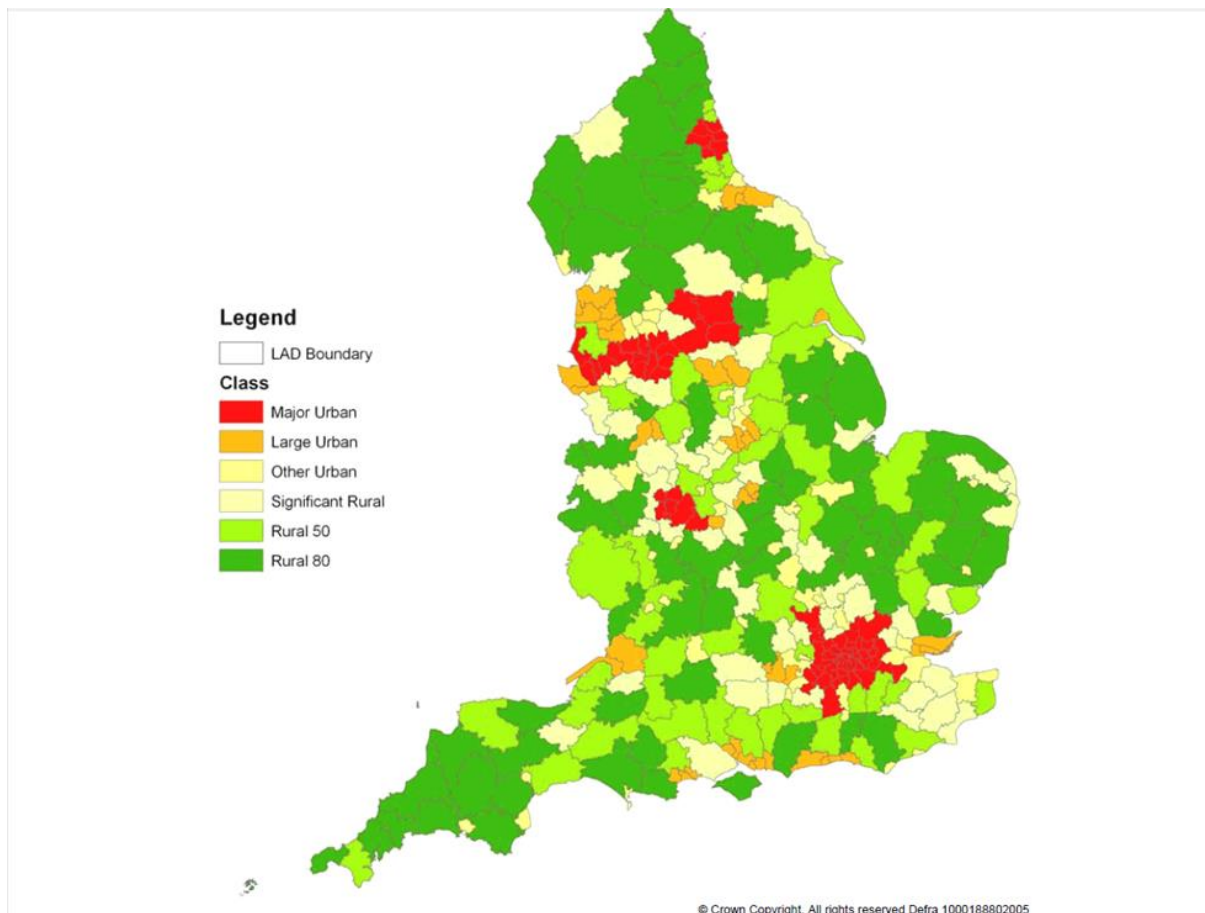 Legend
LAD Boundary
Class
Major Urban
Large Urban
Other Urban
Significant Rural
Rural 50
Rural 80
© Crown Copyright. All rights reserved Defra 1000188802005